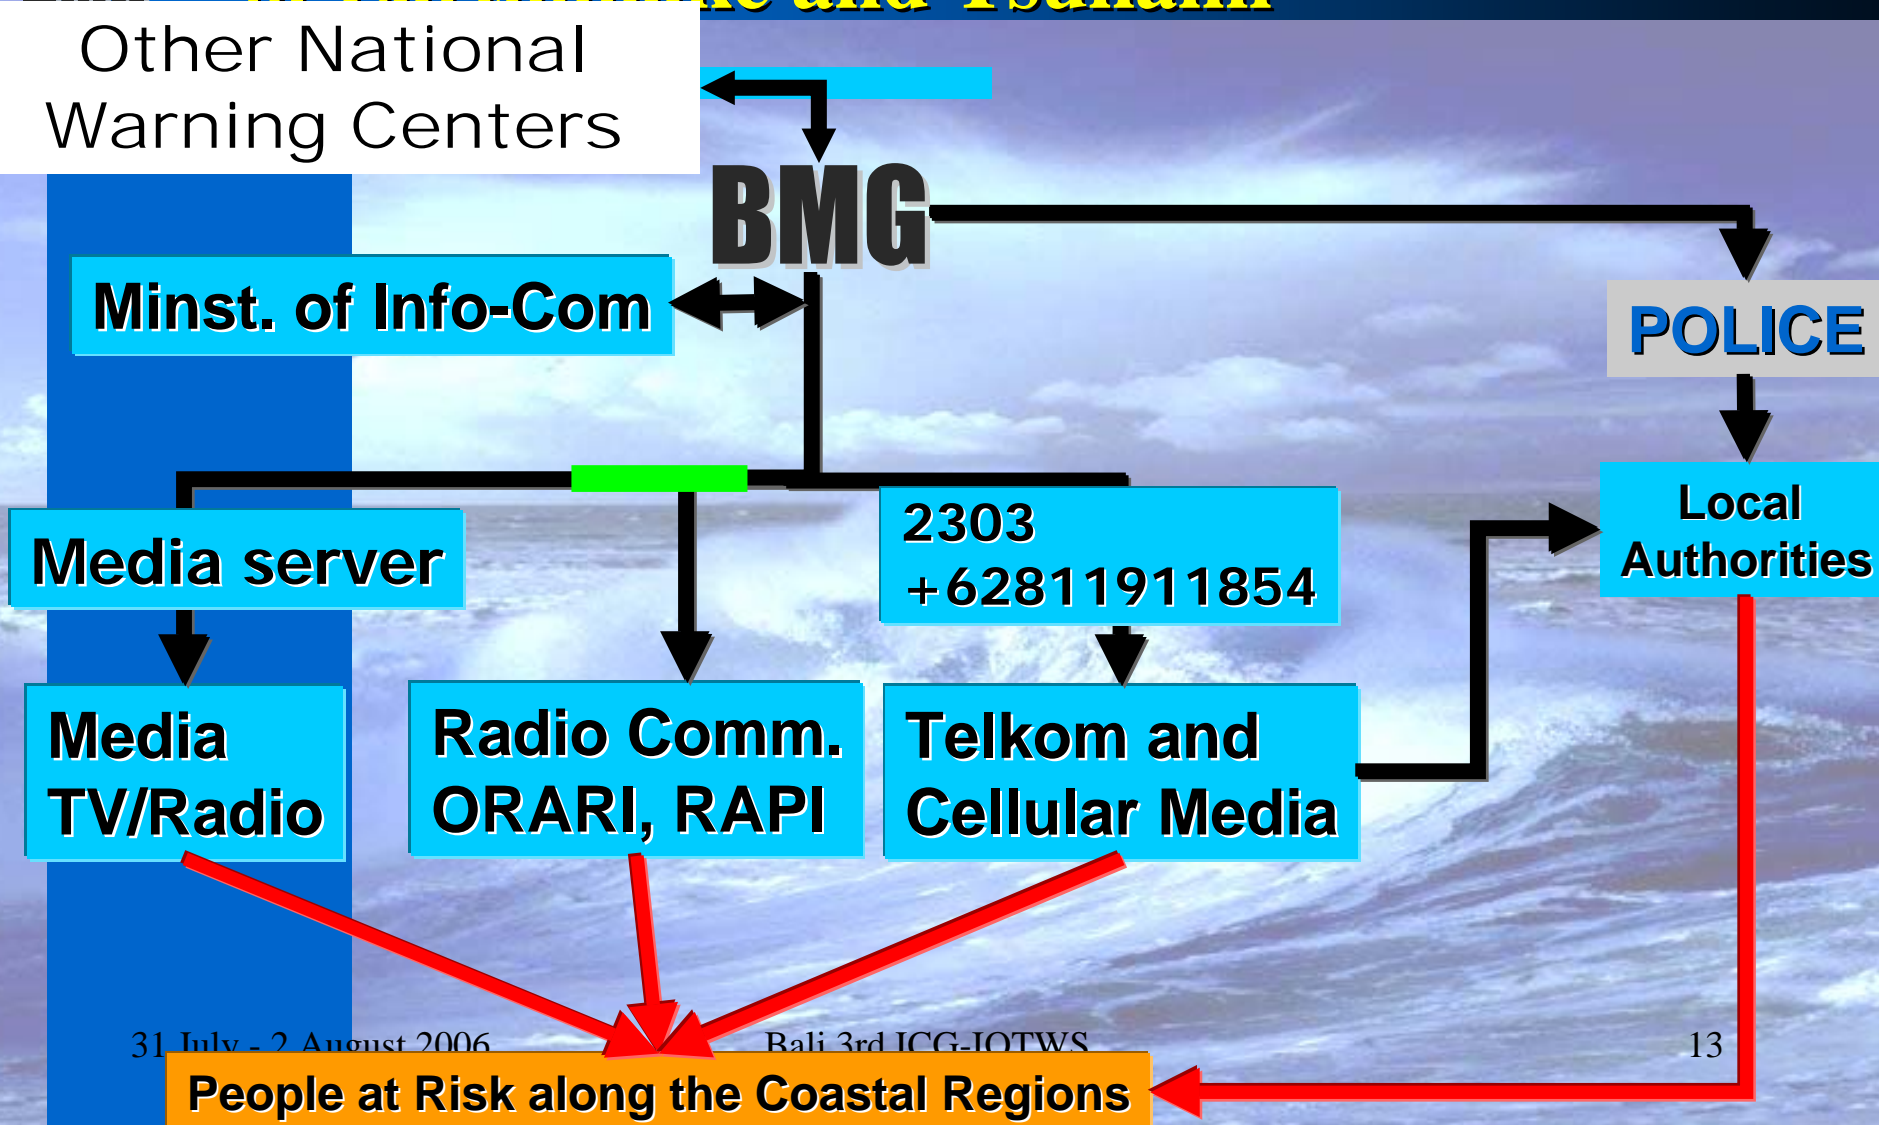 and Tsunami
Other National
Warning Centers
BMG
Minst. of Info-Com
POLICE
Media server
2303
+62811911854
Local
Authorities
Media
TV/Radio
Radio Comm.
ORARI, RAPI
Telkom and
Cellular Media
31 July - 2 August 2006
Bali 3rd ICG-IOTWS
13
People at Risk along the Coastal Regions